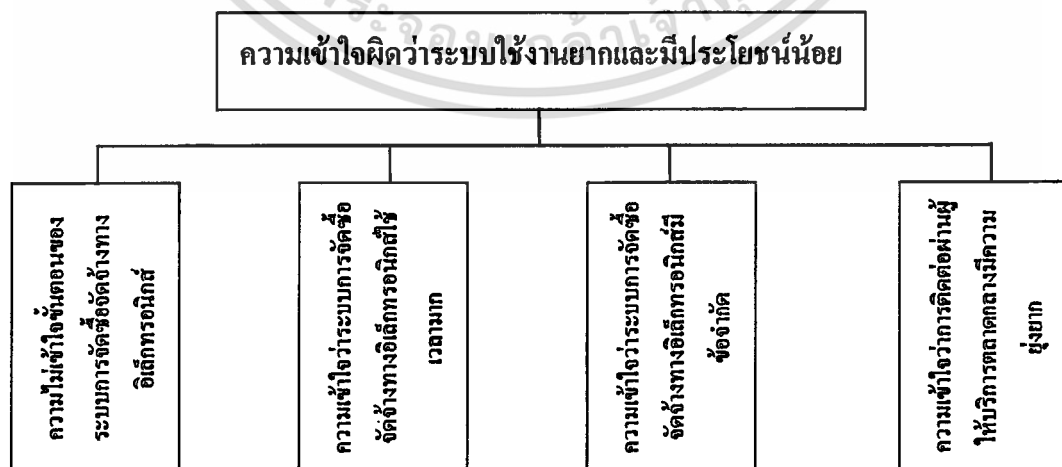 ความเข้าใจผิดว่าระบบใช้งานยากและมีประโยชน์น้อย
ความไม่เข้าใจขั้นตอนของ
ระบบการจัดซื้อจัดจ้างทาง
อิเล็กทรอนิกส์
ความเข้าใจว่าระบบการจัดซื้อ
จัดจ้างทางอิเล็กทรอนิกส์ใช้
เวลามาก
ความเข้าใจว่าระบบการจัดซื้อ
จัดจ้างทางอิเล็กทรอนิกส์มี
ข้อจำกัด
ความเข้าใจว่าการติดต่อผ่านผู้
ให้บริการตลาดกลางมีความ
ยุ่งยาก